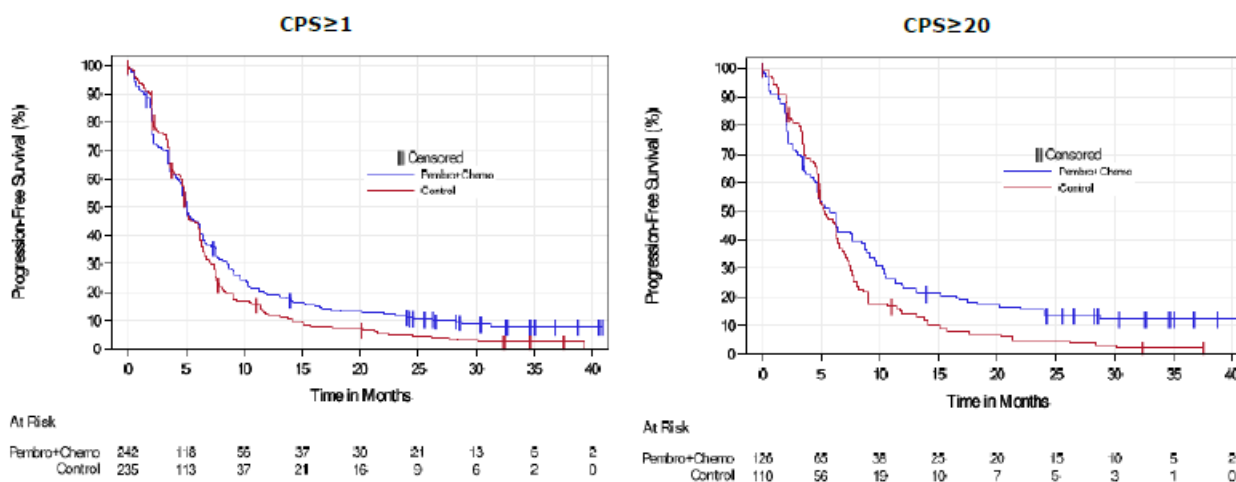 CPS≥1
Progression-Free Survival (%)
100
90
80
70
60
50
40
30
20
10
0
Censored
Pembro+Chemo
Control
0 5 10 15 20 25 30 35 40
Time in Months
At Risk
Pembro+Chemo 242 118 56 37 30 21 13 6 2
Control 235 113 37 21 16 9 6 2 0
CPS≥20
Progression-Free Survival (%)
100
90
80
70
60
50
40
30
20
10
0
Censored
Pembro+Chemo
Control
0 5 10 15 20 25 30 35 40
Time in Months
At Risk
Pembro+Chemo 126 65 38 25 20 15 10 5 2
Control 110 56 19 10 7 5 3 1 0